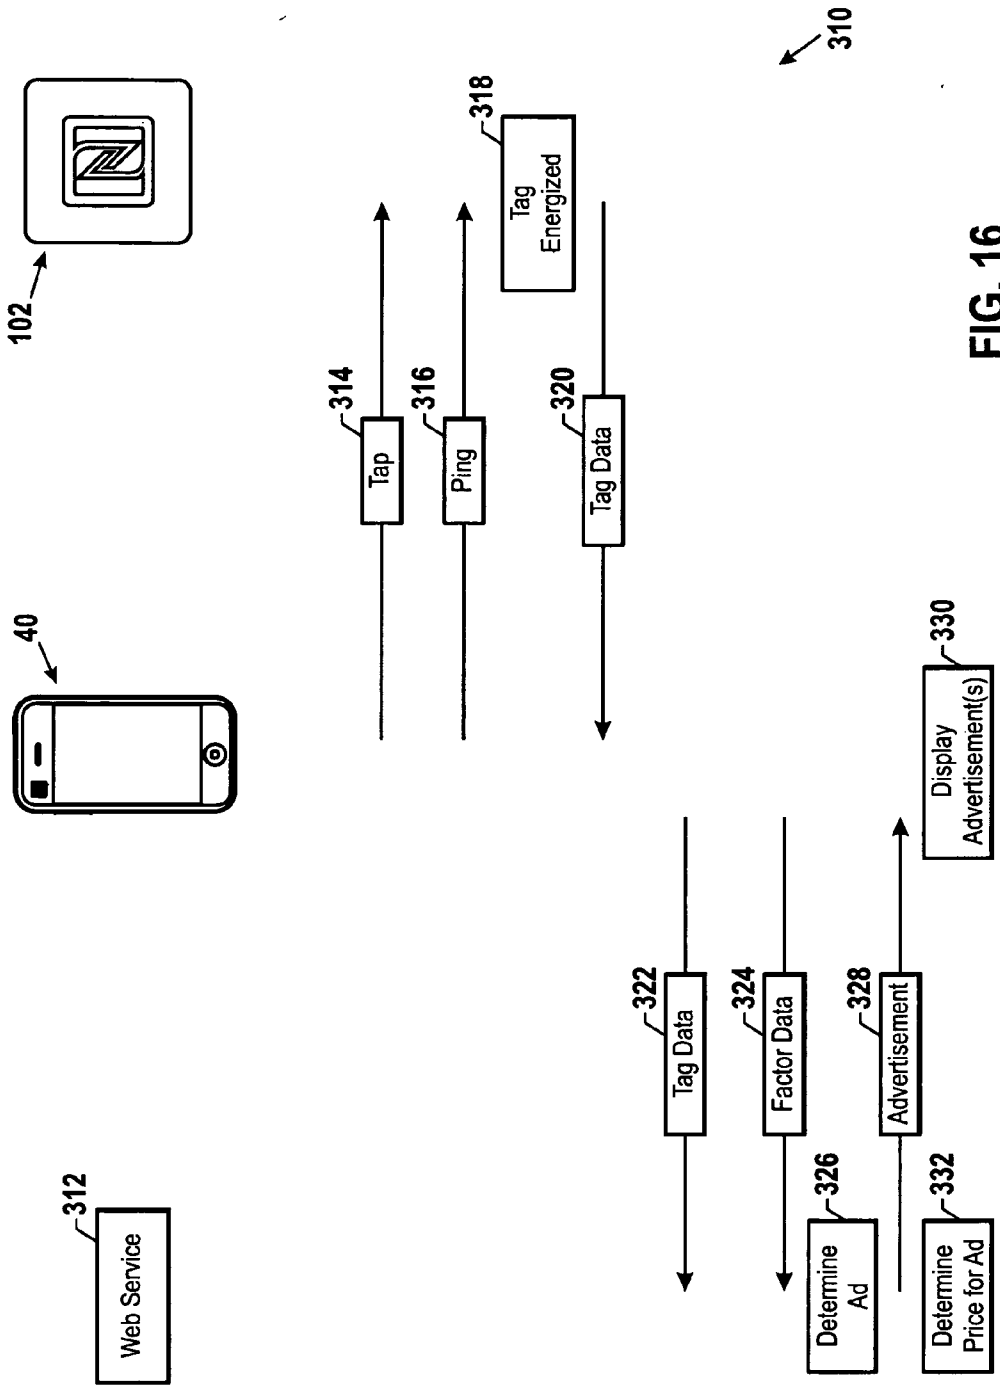 312
Web Service
40
102
314
Tap
316
Ping
318
Tag
Energized
320
Tag Data
322
Tag Data
324
Factor Data
326
Determine
Ad
328
Advertisement
330
Display
Advertisement(s)
332
Determine
Price for Ad
310
FIG. 16